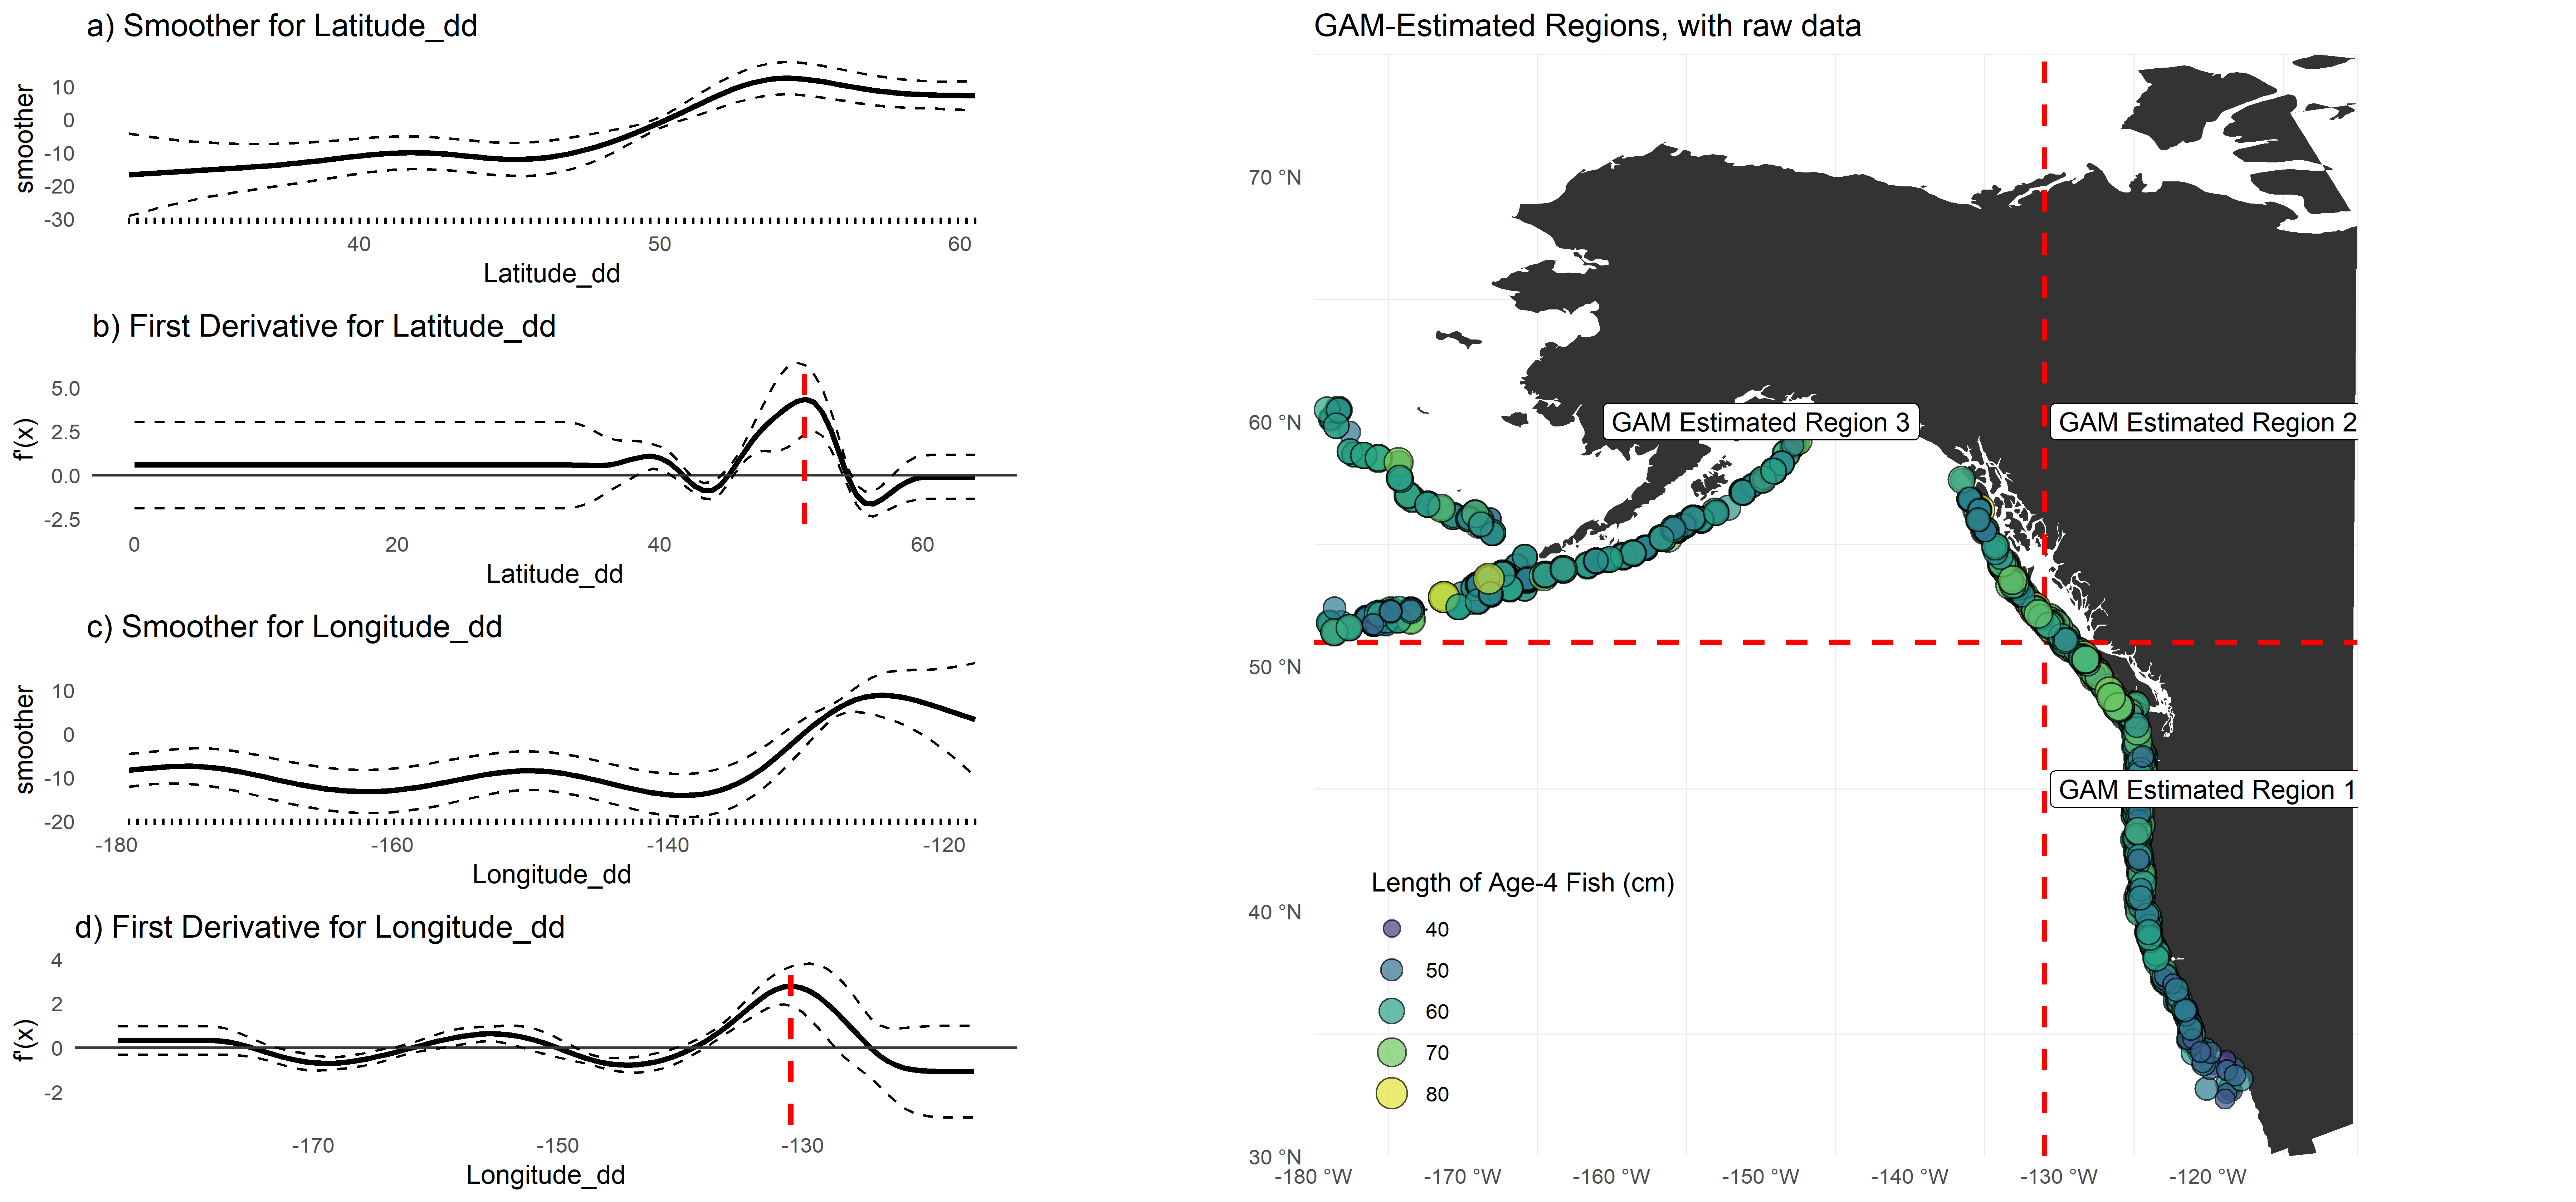 a) Smoother for Latitude_dd
smoother
10
0
-10
-20
-30
40
50
60
Latitude_dd
b) First Derivative for Latitude_dd
f'(x)
5.0
2.5
0.0
-2.5
0
20
40
60
Latitude_dd
c) Smoother for Longitude_dd
smoother
10
0
-10
-20
-180
-160
-140
-120
Longitude_dd
d) First Derivative for Longitude_dd
f'(x)
4
2
0
-2
-170
-150
-130
Longitude_dd
GAM-Estimated Regions, with raw data
70 °N
60 °N
50 °N
40 °N
30 °N
GAM Estimated Region 3
GAM Estimated Region 2
GAM Estimated Region 1
Length of Age-4 Fish (cm)
40
50
60
70
80
-180 °W
-170 °W
-160 °W
-150 °W
-140 °W
-130 °W
-120 °W